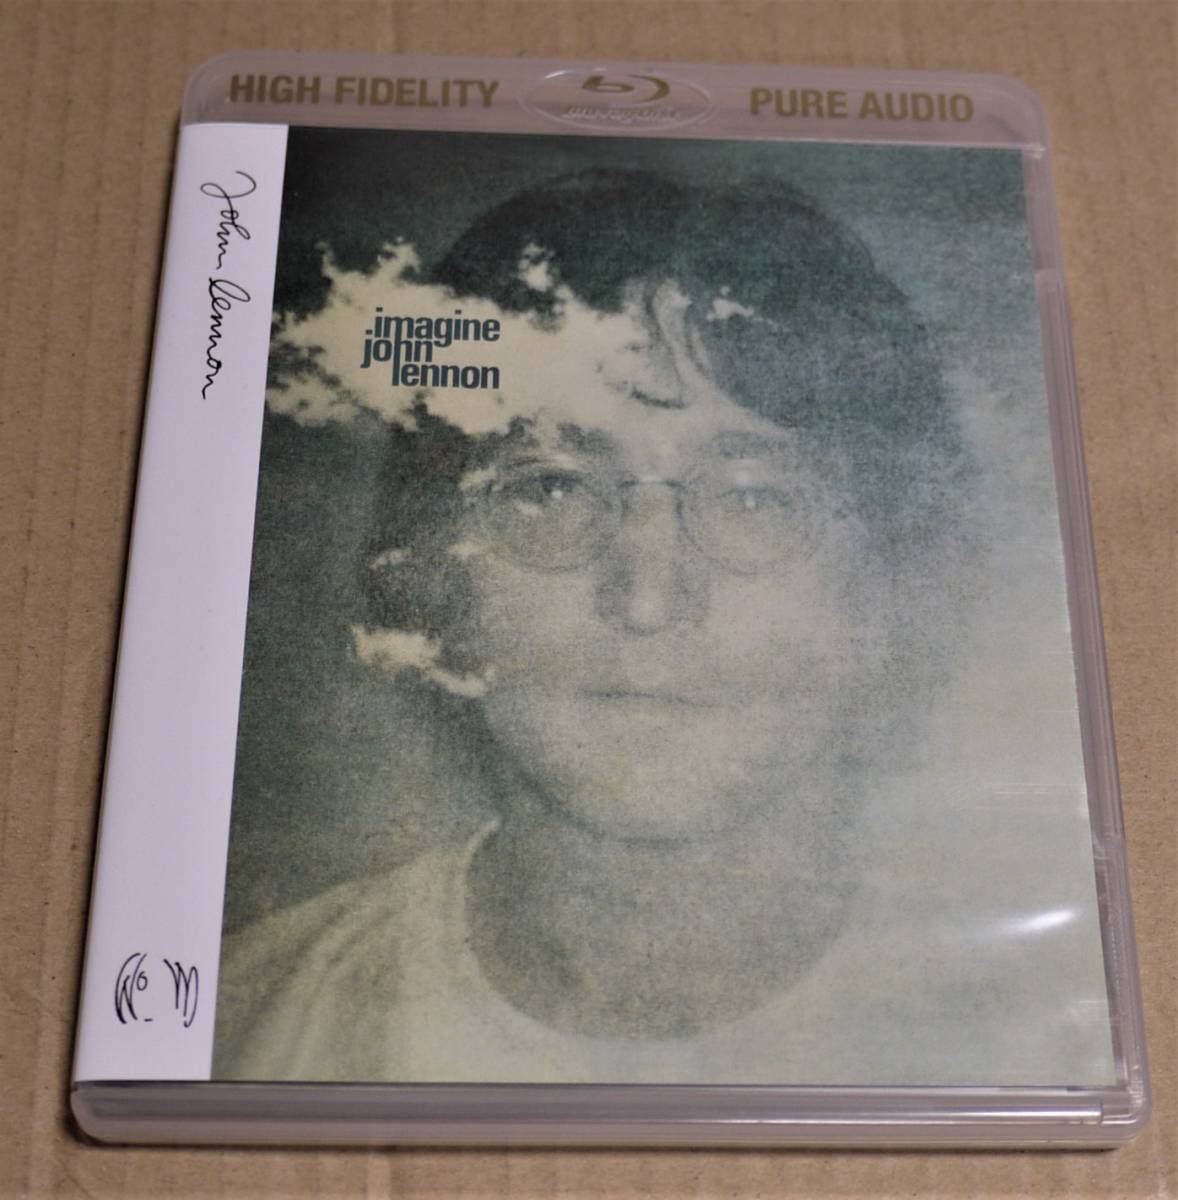 HIGH FIDELITY
PURE AUDIO
John Lennon
imagine
john
lennon